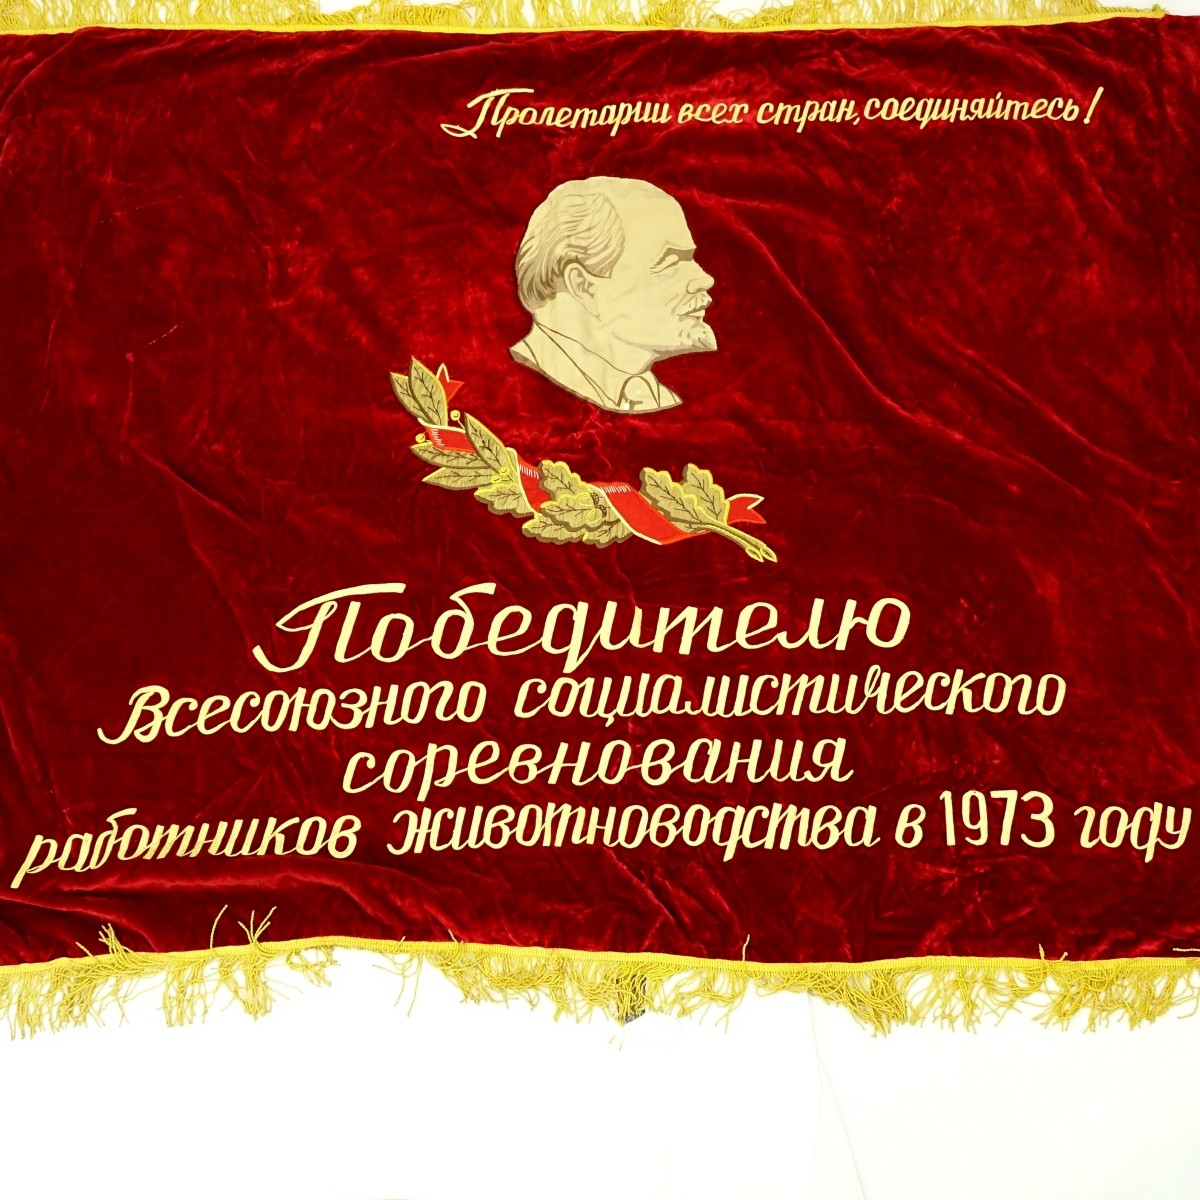 Пролетарии всех стран, соединяйтесь!
Победителю
Всесоюзного социалистического
соревнования
работников животноводства в 1973 году